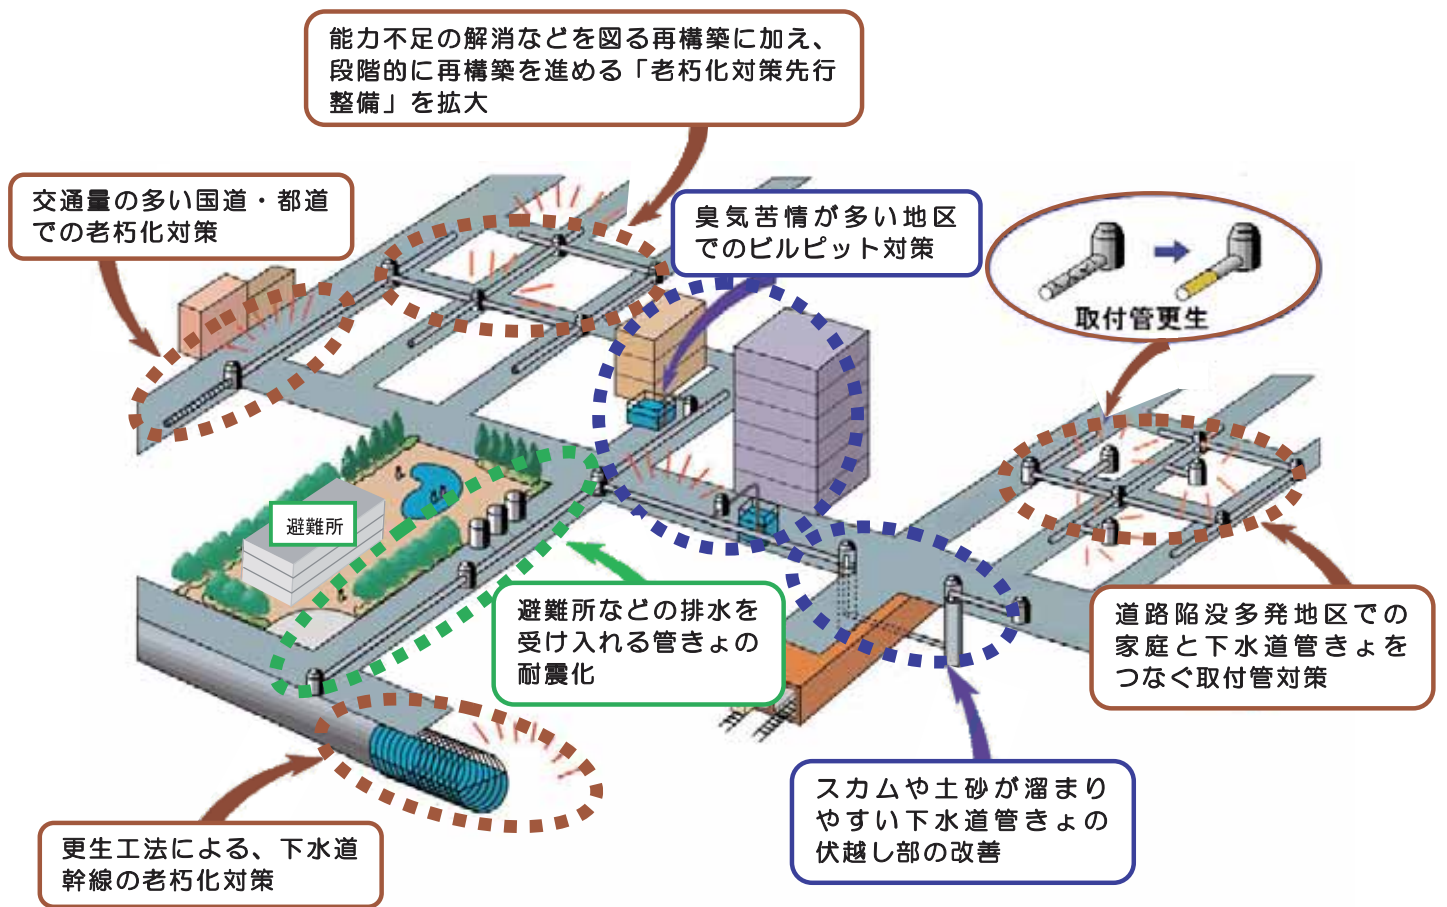 能力不足の解消などを図る再構築に加え、
段階的に再構築を進める「老朽化対策先行
整備」を拡大
交通量の多い国道・都道
での老朽化対策
臭気苦情が多い地区
でのビルピット対策
取付管更生
避難所
避難所などの排水を
受け入れる管きょの
耐震化
道路陥没多発地区での
家庭と下水道管きょを
つなぐ取付管対策
スカムや土砂が溜まり
やすい下水道管きょの
伏越し部の改善
更生工法による、下水道
幹線の老朽化対策